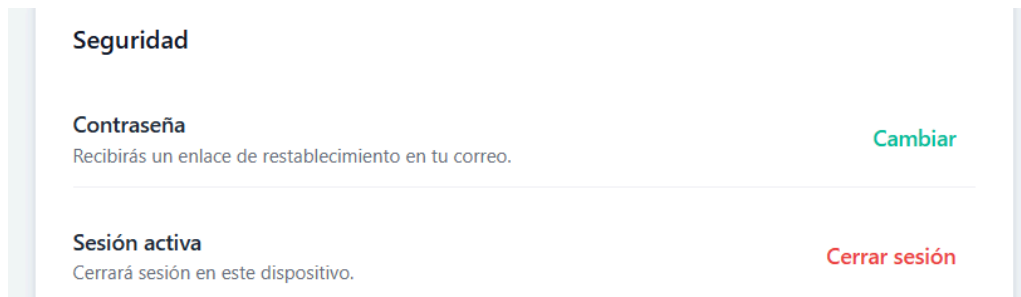 Seguridad
Contraseña
Recibirás un enlace de restablecimiento en tu correo.
Cambiar
Sesión activa
Cerrará sesión en este dispositivo.
Cerrar sesión